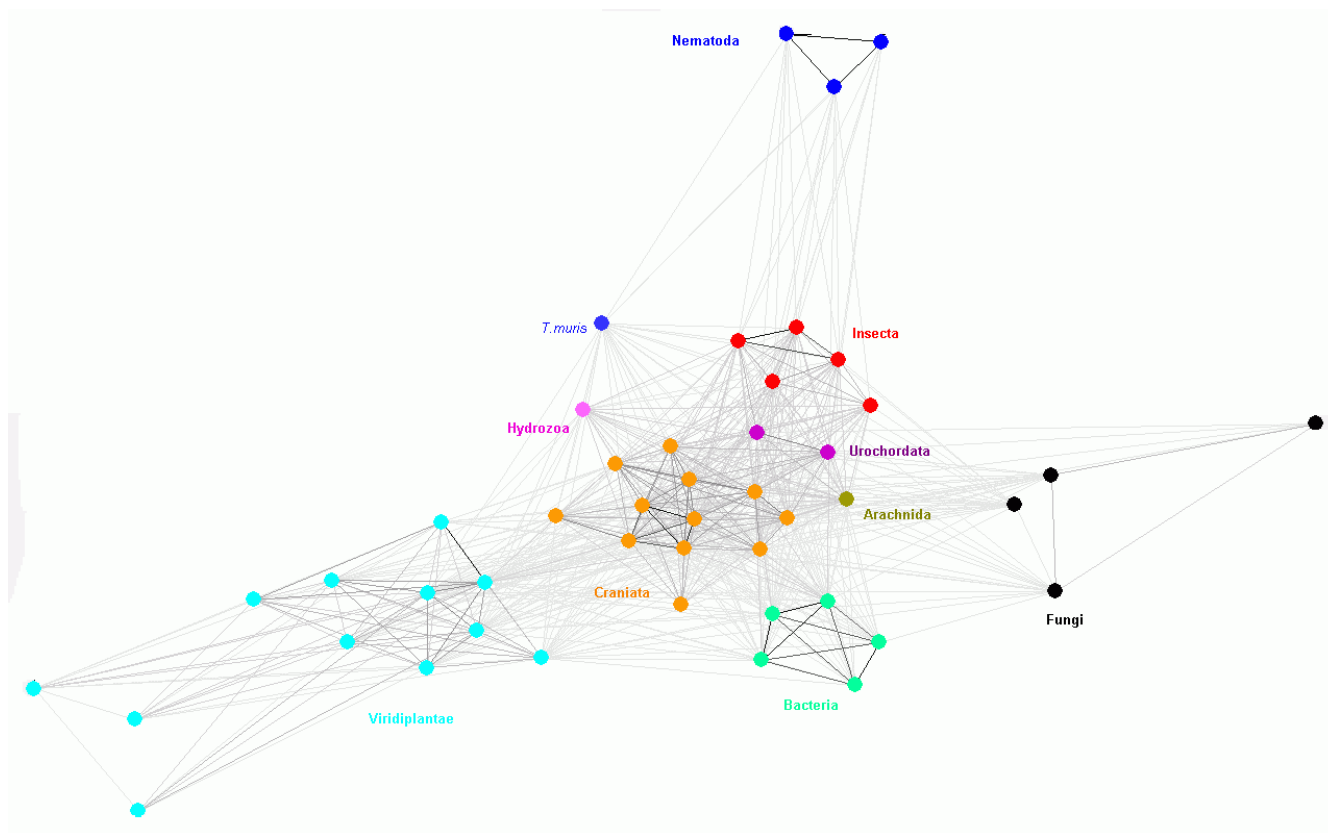 Nematoda
T.muris
Insecta
Hydrozoa
Urochordata
Arachnida
Craniata
Fungi
Bacteria
Viridiplantae